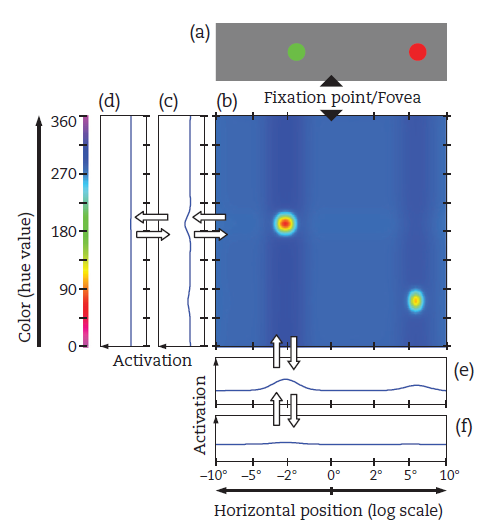 (a)
Fixation point/Fovea
(d)
(c)
(b)
360
270
180
90
0
Color (hue value)
Activation
(e)
Activation
(f)
−10° −5° −2° 0° 2° 5° 10°
Horizontal position (log scale)